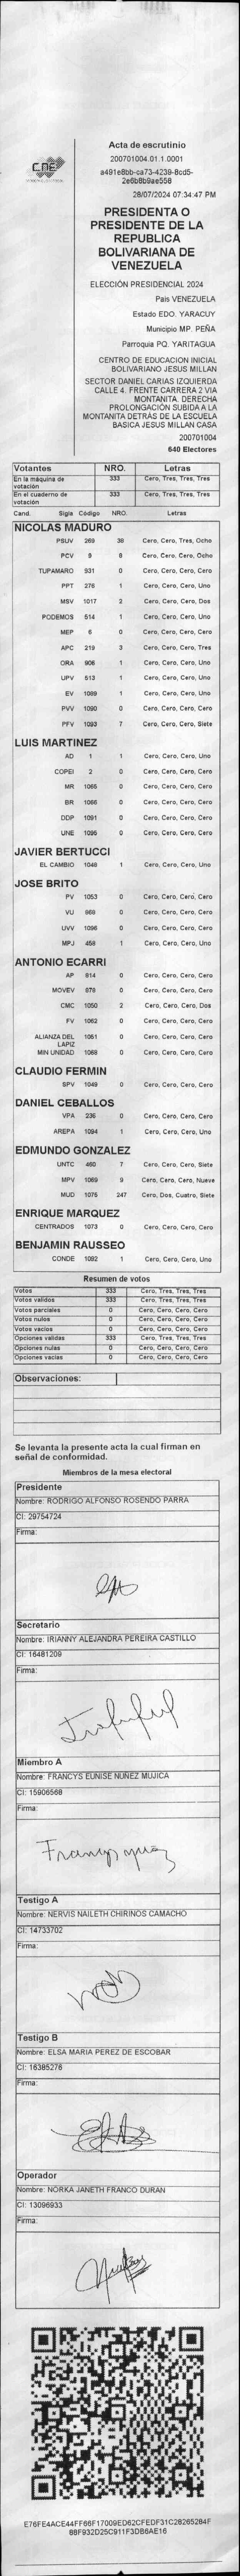 CNE
Acta de escrutinio
200701004.01.1.0001
a491e8bb-ca73-4239-8cd5-
2e6b8b9ae558
28/07/2024 07:34:47 PM
PRESIDENTA O
PRESIDENTE DE LA
REPUBLICA
BOLIVARIANA DE
VENEZUELA
ELECCIÓN PRESIDENCIAL 2024
Pais VENEZUELA
Estado EDO. YARACUY
Municipio MP. PEÑA
Parroquia PQ. YARITAGUA
CENTRO DE EDUCACION INICIAL
BOLIVARIANO JESUS MILLAN
SECTOR DANIEL CARIAS IZQUIERDA
CALLE 4. FRENTE CARRERA 2 VIA
MONTANITA. DERECHA
PROLONGACIÓN SUBIDA A LA
MONTANITA DETRÁS DE LA ESCUELA
BASICA JESUS MILLAN CASA
200701004
640 Electores
Votantes NRO. Letras
En la máquina de votación 333 Cero, Tres, Tres, Tres
En el cuaderno de votación 333 Cero, Tres, Tres, Tres
Cand. Sigla Código NRO. Letras
NICOLAS MADURO
PSUV 269 38 Cero, Cero, Tres, Ocho
PCV 9 8 Cero, Cero, Cero, Ocho
TUPAMARO 931 0 Cero, Cero, Cero, Cero
PPT 276 1 Cero, Cero, Cero, Uno
MSV 1017 2 Cero, Cero, Cero, Dos
PODEMOS 514 1 Cero, Cero, Cero, Uno
MEP 6 0 Cero, Cero, Cero, Cero
APC 219 3 Cero, Cero, Cero, Tres
ORA 906 1 Cero, Cero, Cero, Uno
UPV 513 1 Cero, Cero, Cero, Uno
EV 1089 1 Cero, Cero, Cero, Uno
PVV 1090 0 Cero, Cero, Cero, Cero
PFV 1093 7 Cero, Cero, Cero, Siete
LUIS MARTINEZ
AD 1 1 Cero, Cero, Cero, Uno
COPEI 2 0 Cero, Cero, Cero, Cero
MR 1065 0 Cero, Cero, Cero, Cero
BR 1086 0 Cero, Cero, Cero, Cero
DDP 1091 0 Cero, Cero, Cero, Cero
UNE 1095 0 Cero, Cero, Cero, Cero
JAVIER BERTUCCI
EL CAMBIO 1048 1 Cero, Cero, Cero, Uno
JOSE BRITO
PV 1053 0 Cero, Cero, Cero, Cero
VU 968 0 Cero, Cero, Cero, Cero
UVV 1096 0 Cero, Cero, Cero, Cero
MPJ 458 1 Cero, Cero, Cero, Uno
ANTONIO ECARRI
AP 814 0 Cero, Cero, Cero, Cero
MOVEV 878 0 Cero, Cero, Cero, Cero
CMC 1050 2 Cero, Cero, Cero, Dos
FV 1062 0 Cero, Cero, Cero, Cero
ALIANZA DEL LAPIZ 1051 0 Cero, Cero, Cero, Cero
MIN UNIDAD 1068 0 Cero, Cero, Cero, Cero
CLAUDIO FERMIN
SPV 1049 0 Cero, Cero, Cero, Cero
DANIEL CEBALLOS
VPA 236 0 Cero, Cero, Cero, Cero
AREPA 1094 1 Cero, Cero, Cero, Uno
EDMUNDO GONZALEZ
UNTC 460 7 Cero, Cero, Cero, Siete
MPV 1069 9 Cero, Cero, Cero, Nueve
MUD 1075 247 Cero, Dos, Cuatro, Siete
ENRIQUE MARQUEZ
CENTRADOS 1073 0 Cero, Cero, Cero, Cero
BENJAMIN RAUSSEO
CONDE 1082 1 Cero, Cero, Cero, Uno
Resumen de votos
Votos 333 Cero, Tres, Tres, Tres
Votos validos 333 Cero, Tres, Tres, Tres
Votos parciales 0 Cero, Cero, Cero, Cero
Votos nulos 0 Cero, Cero, Cero, Cero
Votos vacios 0 Cero, Cero, Cero, Cero
Opciones validas 333 Cero, Tres, Tres, Tres
Opciones nulas 0 Cero, Cero, Cero, Cero
Opciones vacias 0 Cero, Cero, Cero, Cero
Observaciones:
Se levanta la presente acta la cual firman en
señal de conformidad.
Miembros de la mesa electoral
Presidente
Nombre: RODRIGO ALFONSO ROSENDO PARRA
CI: 29754724
Firma:
Secretario
Nombre: IRIANNY ALEJANDRA PEREIRA CASTILLO
CI: 16481209
Firma:
Miembro A
Nombre: FRANCYS EUNISE NUÑEZ MUJICA
CI: 15906568
Firma:
Testigo A
Nombre: NERVIS NAILETH CHIRINOS CAMACHO
CI: 14733702
Firma:
Testigo B
Nombre: ELSA MARIA PEREZ DE ESCOBAR
CI: 16385276
Firma:
Operador
Nombre: NORKA JANETH FRANCO DURAN
CI: 13096933
Firma:
E76FE4ACE44FF66F17009ED62CFEDF31C28265284F
88F932D25C911F3DB6AE16